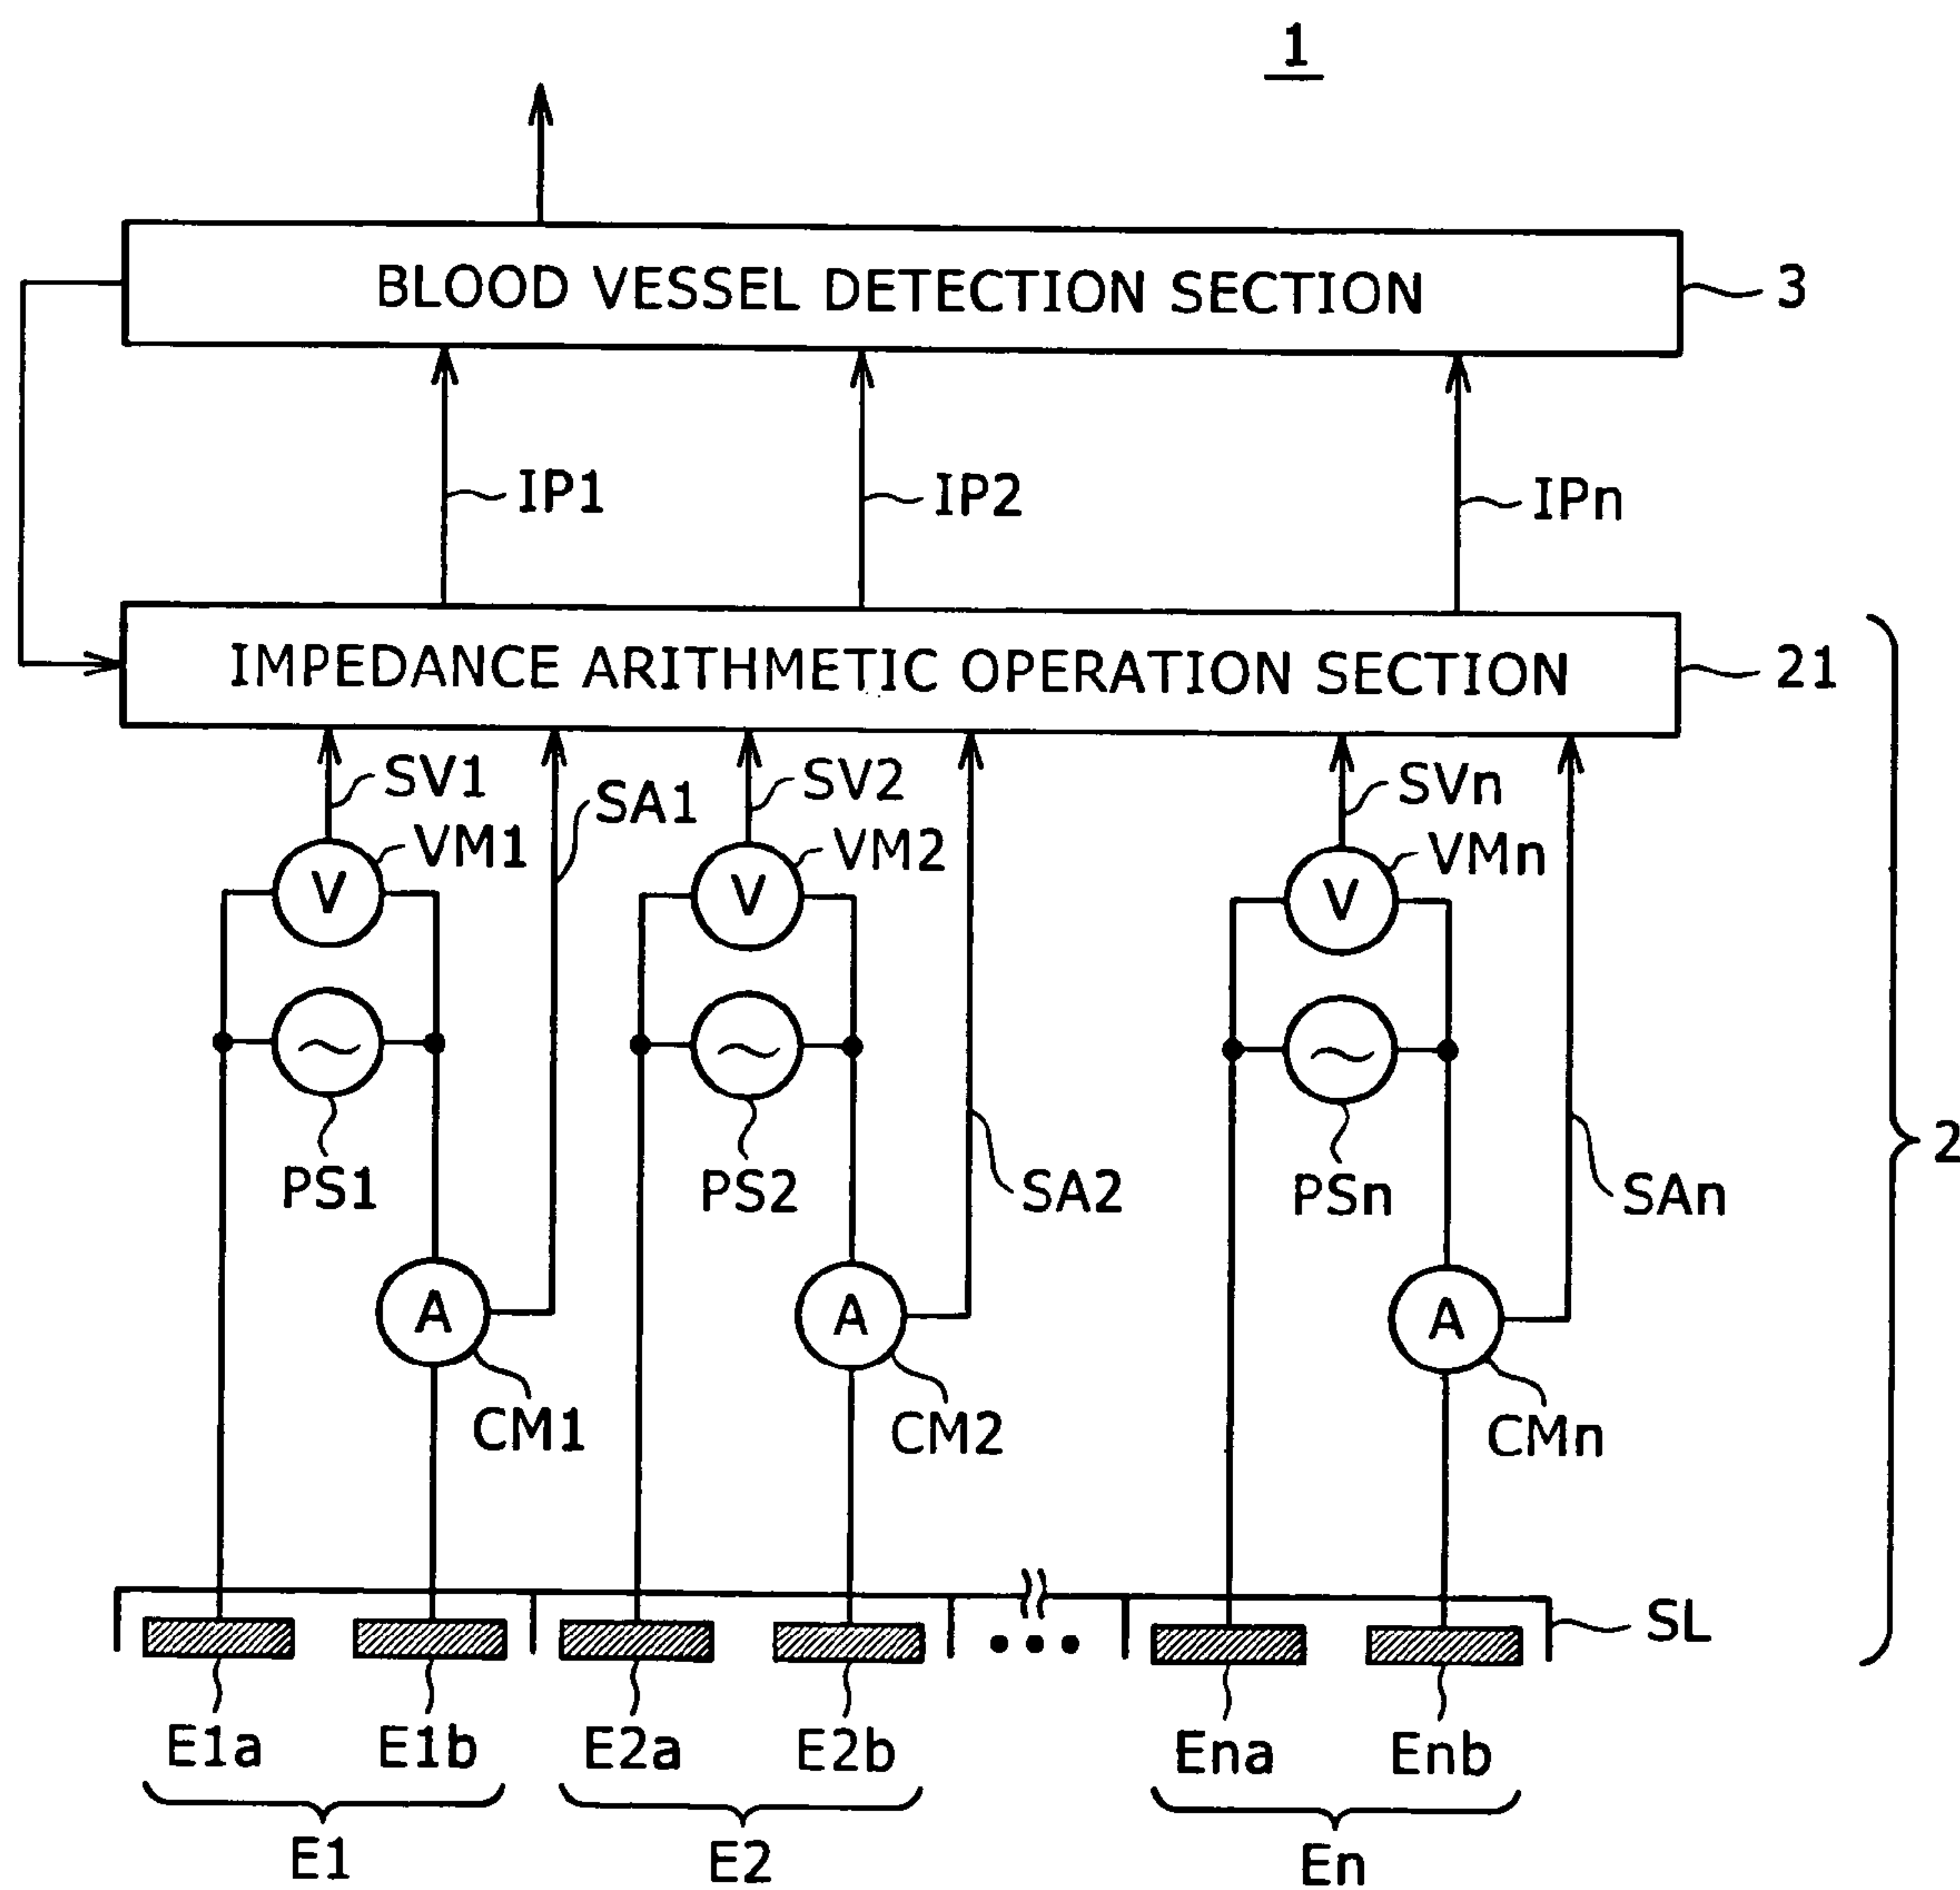 1
BLOOD VESSEL DETECTION SECTION
3
IP1
IP2
IPn
IMPEDANCE ARITHMETIC OPERATION SECTION
21
SV1
SA1
SV2
SVn
VM1
VM2
VMn
V
V
V
PS1
PS2
SA2
PSn
SAn
2
A
A
A
CM1
CM2
CMn
SL
E1a
E1b
E2a
E2b
Ena
Enb
E1
E2
En